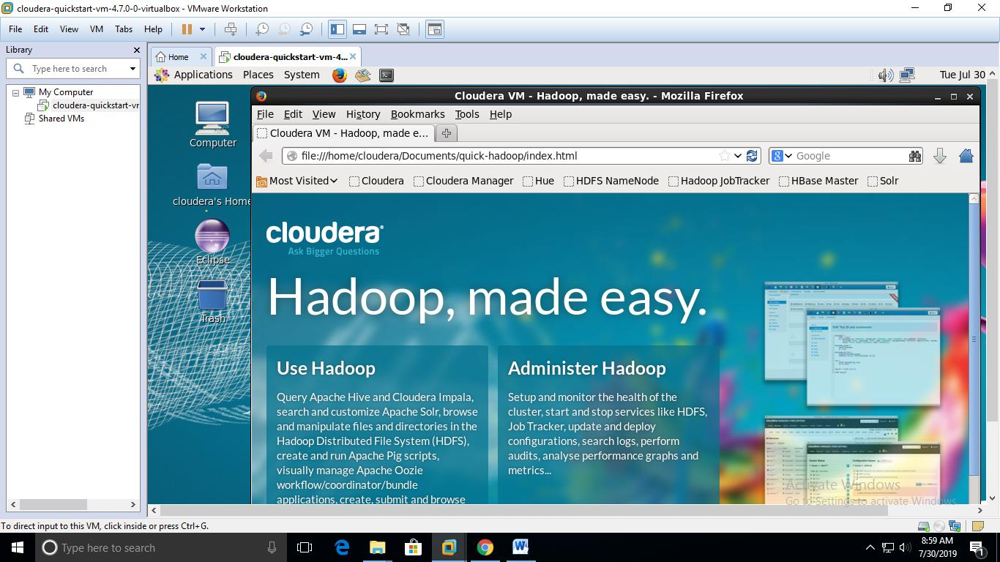 cloudera-quickstart-vm-4.7.0-0-virtualbox - VMware Workstation
File Edit View VM Tabs Help
Library
Type here to search
My Computer
cloudera-quickstart-vr
Shared VMs
Home
cloudera-quickstart-vm-4...
Applications Places System
Tue Jul 30
Computer
cloudera's Home
Eclipse
Trash
Cloudera VM - Hadoop, made easy. - Mozilla Firefox
File Edit View History Bookmarks Tools Help
Cloudera VM - Hadoop, made e...
file:///home/cloudera/Documents/quick-hadoop/index.html
Google
Most Visited Cloudera Cloudera Manager Hue HDFS NameNode Hadoop JobTracker HBase Master Solr
cloudera
Ask Bigger Questions
Hadoop, made easy.
Use Hadoop
Query Apache Hive and Cloudera Impala,
search and customize Apache Solr, browse
and manipulate files and directories in the
Hadoop Distributed File System (HDFS),
create and run Apache Pig scripts,
visually manage Apache Oozie
workflow/coordinator/bundle
applications, create, submit and browse
Administer Hadoop
Setup and monitor the health of the
cluster, start and stop services like HDFS,
Job Tracker, update and deploy
configurations, search logs, perform
audits, analyse performance graphs and
metrics...
Activate Windows
Go to Settings to activate Windows.
To direct input to this VM, click inside or press Ctrl+G.
Type here to search
8:59 AM
7/30/2019
1